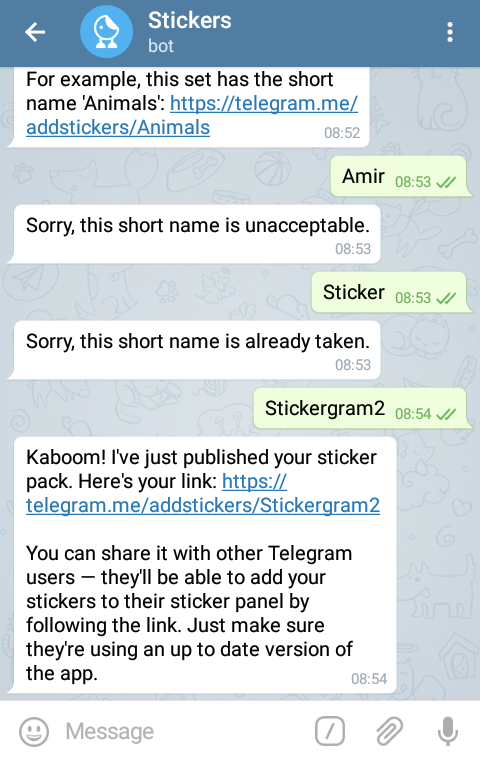 Stickers
bot
For example, this set has the short
name 'Animals': https://telegram.me/
addstickers/Animals
08:52
Amir 08:53
Sorry, this short name is unacceptable.
08:53
Sticker 08:53
Sorry, this short name is already taken.
08:53
Stickergram2 08:54
Kaboom! I've just published your sticker
pack. Here's your link: https://
telegram.me/addstickers/Stickergram2
You can share it with other Telegram
users — they'll be able to add your
stickers to their sticker panel by
following the link. Just make sure
they're using an up to date version of
the app. 08:54
Message